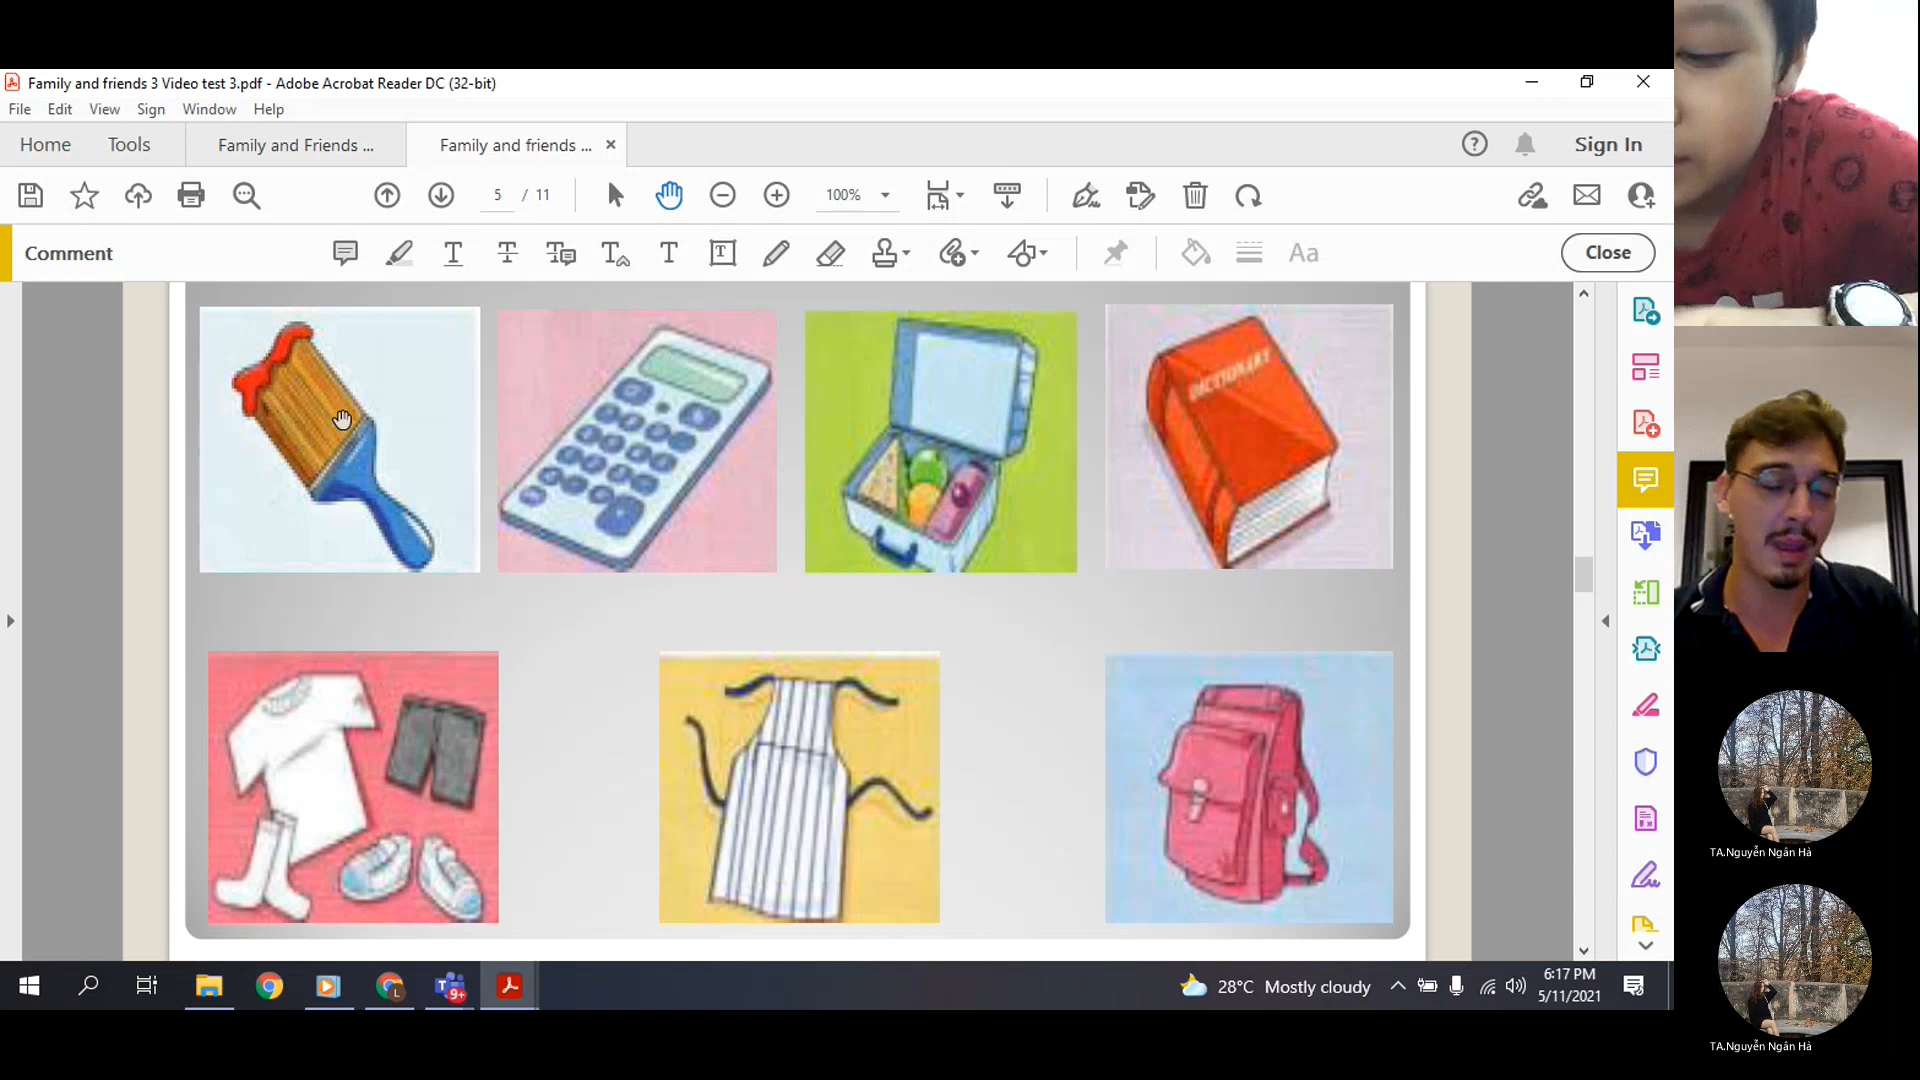 Family and friends 3 Video test 3.pdf - Adobe Acrobat Reader DC (32-bit)
File Edit View Sign Window Help
Home Tools Family and Friends ... Family and friends ... × Sign In
5 / 11 100%
Comment Aa Close
DICTIONARY
TA.Nguyễn Ngân Hà
TA.Nguyễn Ngân Hà
28°C Mostly cloudy
6:17 PM
5/11/2021
9+